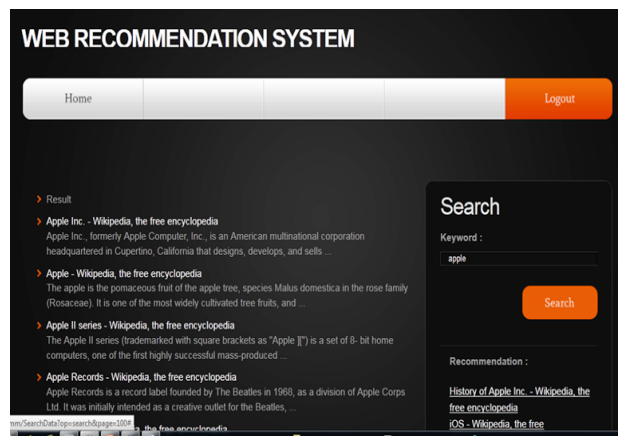 WEB RECOMMENDATION SYSTEM
Home
Logout
Result
Apple Inc. - Wikipedia, the free encyclopedia
Apple Inc., formerly Apple Computer, Inc., is an American multinational corporation
headquartered in Cupertino, California that designs, develops, and sells ...
Apple - Wikipedia, the free encyclopedia
The apple is the pomaceous fruit of the apple tree, species Malus domestica in the rose family
(Rosaceae). It is one of the most widely cultivated tree fruits, and ...
Apple II series - Wikipedia, the free encyclopedia
The Apple II series (trademarked with square brackets as "Apple ][") is a set of 8- bit home
computers, one of the first highly successful mass-produced ...
Apple Records - Wikipedia, the free encyclopedia
Apple Records is a record label founded by The Beatles in 1968, as a division of Apple Corps
Ltd. It was initially intended as a creative outlet for the Beatles, ...
mm/SearchData?op=search&page=100#
a, the free encyclopedia
Search
Keyword :
apple
Search
Recommendation :
History of Apple Inc. - Wikipedia, the
free encyclopedia
iOS - Wikipedia, the free